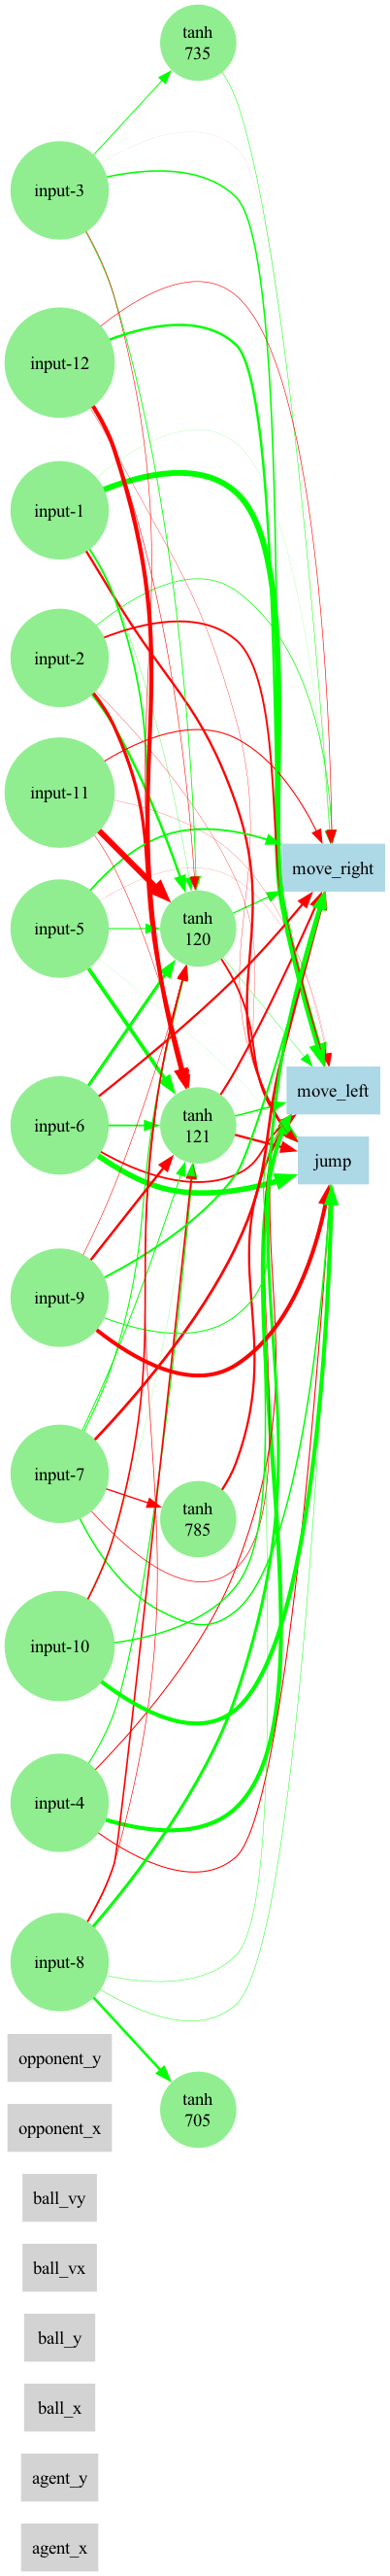 tanh
735
input-3
input-12
input-1
input-2
input-11
move_right
input-5
tanh
120
move_left
input-6
tanh
121
jump
input-9
input-7
tanh
785
input-10
input-4
input-8
opponent_y
tanh
705
opponent_x
ball_vy
ball_vx
ball_y
ball_x
agent_y
agent_x